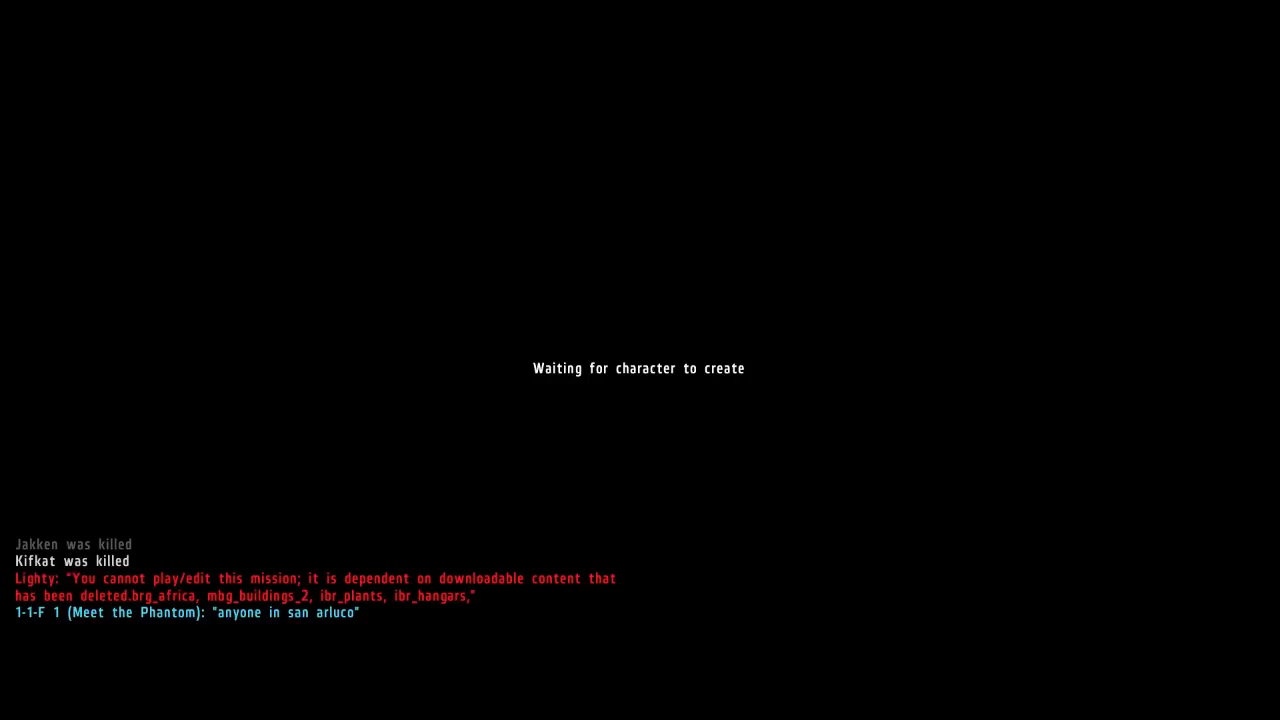 Waiting for character to create
Jakken was killed
Kifkat was killed
Lighty: "You cannot play/edit this mission; it is dependent on downloadable content that
has been deleted.brg_africa, mbg_buildings_2, ibr_plants, ibr_hangars,"
1-1-F 1 (Meet the Phantom): "anyone in san arluco"